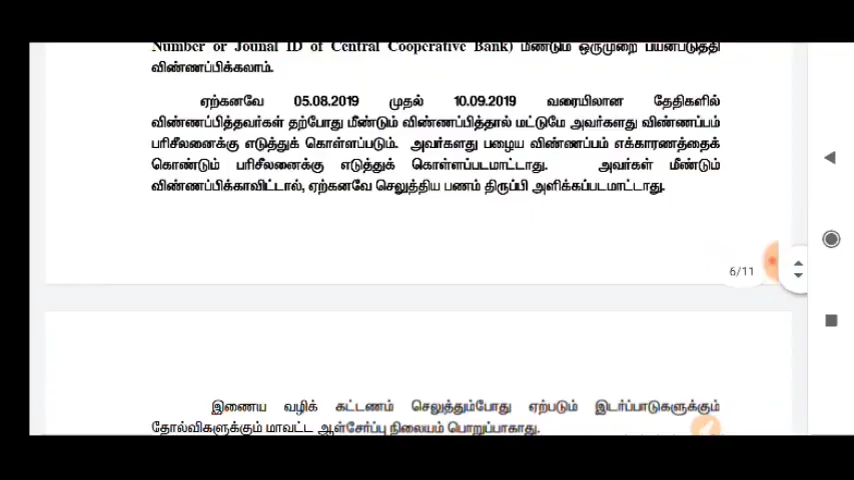 Number or Jounal ID of Central Cooperative Bank) மீண்டும் ஒருமுறை பயன்படுத்தி
விண்ணப்பிக்கலாம்.
ஏற்கனவே 05.08.2019 முதல் 10.09.2019 வரையிலான தேதிகளில்
விண்ணப்பித்தவர்கள் தற்போது மீண்டும் விண்ணப்பித்தால் மட்டுமே அவர்களது விண்ணப்பம்
பரிசீலனைக்கு எடுத்துக் கொள்ளப்படும். அவர்களது பழைய விண்ணப்பம் எக்காரணத்தைக்
கொண்டும் பரிசீலனைக்கு எடுத்துக் கொள்ளப்படமாட்டாது. அவர்கள் மீண்டும்
விண்ணப்பிக்காவிட்டால், ஏற்கனவே செலுத்திய பணம் திருப்பி அளிக்கப்படமாட்டாது.
6/11
இணைய வழிக் கட்டணம் செலுத்தும்போது ஏற்படும் இடர்ப்பாடுகளுக்கும்
தோல்விகளுக்கும் மாவட்ட ஆள்சேர்ப்பு நிலையம் பொறுப்பாகாது.